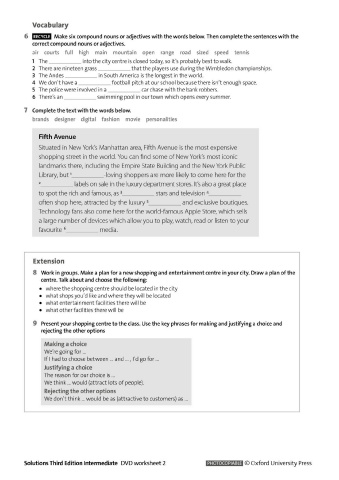 Vocabulary
6 RECYCLE Make six compound nouns or adjectives with the words below. Then complete the sentences with the
correct compound nouns or adjectives.
air courts full high main mountain open range road sized speed tennis
1 The __________ into the city centre is closed today, so it's probably best to walk.
2 There are nineteen grass __________ that the players use during the Wimbledon championships.
3 The Andes __________ in South America is the longest in the world.
4 We don't have a __________ football pitch at our school because there isn't enough space.
5 The police were involved in a __________ car chase with the bank robbers.
6 There's an __________ swimming pool in our town which opens every summer.
7 Complete the text with the words below.
brands designer digital fashion movie personalities
Fifth Avenue
Situated in New York's Manhattan area, Fifth Avenue is the most expensive
shopping street in the world. You can find some of New York's most iconic
landmarks there, including the Empire State Building and the New York Public
Library, but __________-loving shoppers are more likely to come here for the
__________ labels on sale in the luxury department stores. It's also a great place
to spot the rich and famous, as __________ stars and television __________
often shop here, attracted by the luxury __________ and exclusive boutiques.
Technology fans also come here for the world-famous Apple Store, which sells
a large number of devices which allow you to play, watch, read or listen to your
favourite __________ media.
Extension
8 Work in groups. Make a plan for a new shopping and entertainment centre in your city. Draw a plan of the
centre. Talk about and choose the following:
• where the shopping centre should be located in the city
• what shops you'd like and where they will be located
• what entertainment facilities there will be
• what other facilities there will be
9 Present your shopping centre to the class. Use the key phrases for making and justifying a choice and
rejecting the other options
Making a choice
We're going for ...
If I had to choose between ... and ... , I'd go for ...
Justifying a choice
The reason for our choice is ...
We think ... would (attract lots of people).
Rejecting the other options
We don't think ... would be as (attractive to customers) as ...
Solutions Third Edition Intermediate DVD worksheet 2 PHOTOCOPIABLE © Oxford University Press